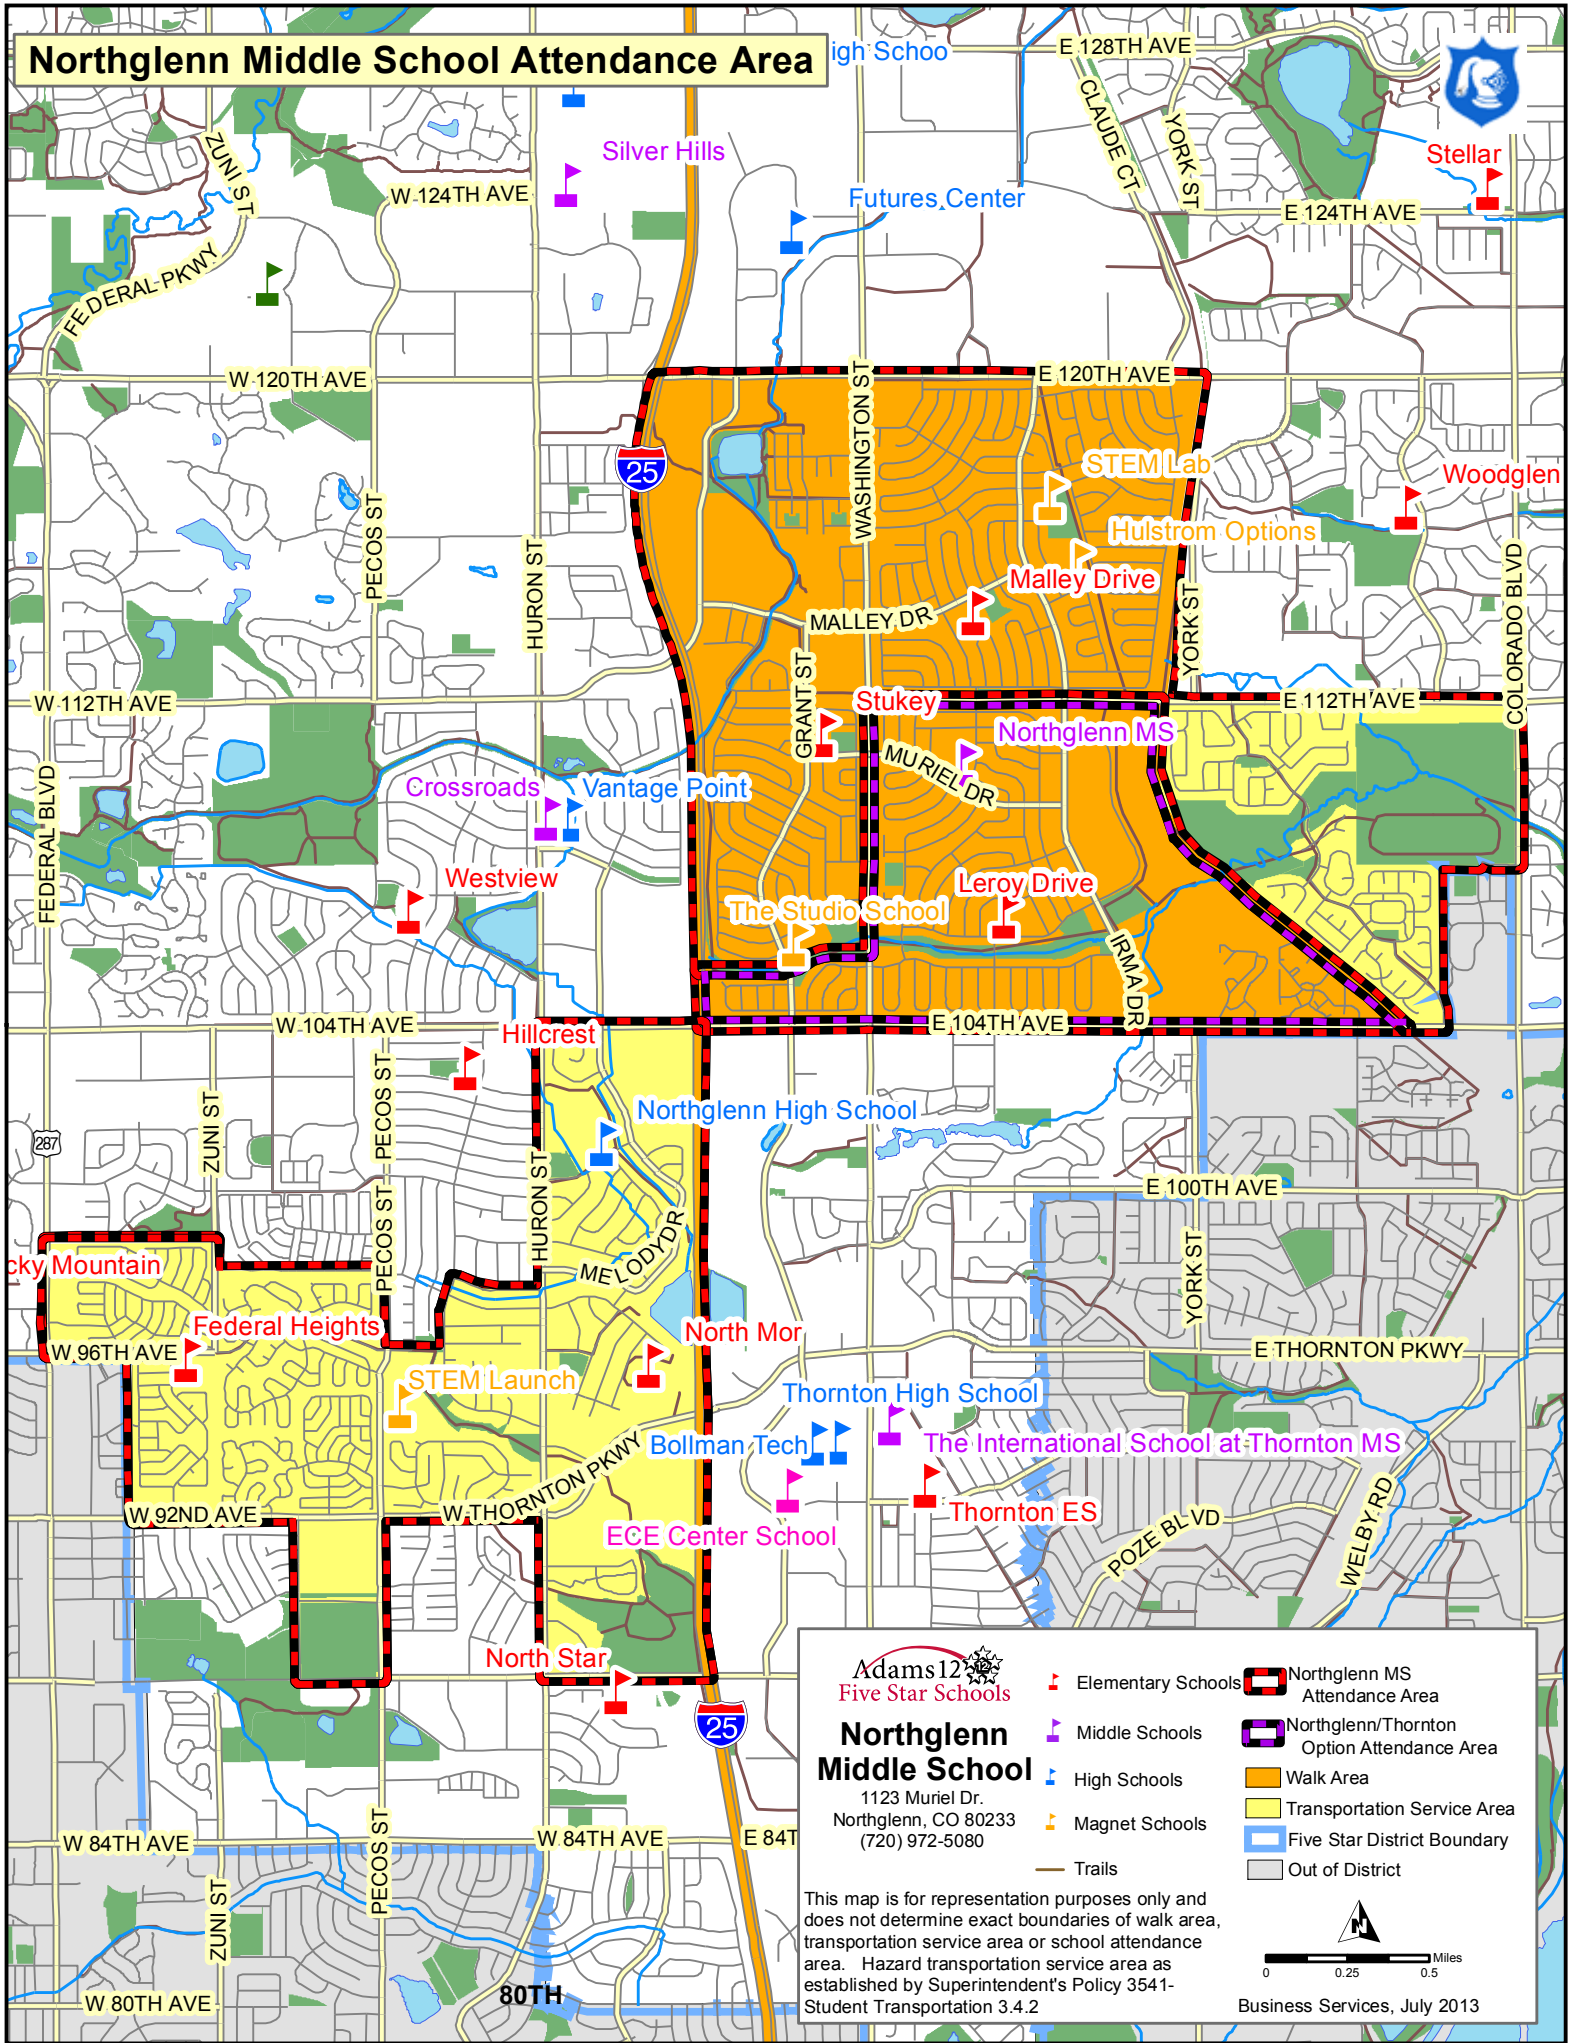 Northglenn Middle School Attendance Area
igh Schoo
E 128TH AVE
CLAUDE CT
YORK ST
ZUNI ST
Silver Hills
Stellar
W 124TH AVE
Futures Center
E 124TH AVE
FEDERAL PKWY
W 120TH AVE
E 120TH AVE
WASHINGTON ST
25
STEM Lab
Woodglen
PECOS ST
HURON ST
Hulstrom Options
Malley Drive
MALLEY DR
YORK ST
COLORADO BLVD
GRANT ST
W 112TH AVE
Stukey
E 112TH AVE
Northglenn MS
MURIEL DR
FEDERAL BLVD
Crossroads
Vantage Point
Westview
Leroy Drive
The Studio School
IRMA DR
W 104TH AVE
Hillcrest
E 104TH AVE
PECOS ST
ZUNI ST
287
Northglenn High School
HURON ST
PECOS ST
E 100TH AVE
MELODY DR
YORK ST
cky Mountain
Federal Heights
North Mor
W 96TH AVE
E THORNTON PKWY
STEM Launch
Thornton High School
Bollman Tech
The International School at Thornton MS
W THORNTON PKWY
W 92ND AVE
Thornton ES
ECE Center School
POZE BLVD
WELBY RD
North Star
25
W 84TH AVE
W 84TH AVE
E 84T
PECOS ST
ZUNI ST
80TH
W 80TH AVE
Adams 12
12
Five Star Schools
Northglenn
Middle School
1123 Muriel Dr.
Northglenn, CO 80233
(720) 972-5080
Elementary Schools
Middle Schools
High Schools
Magnet Schools
Trails
Northglenn MS
Attendance Area
Northglenn/Thornton
Option Attendance Area
Walk Area
Transportation Service Area
Five Star District Boundary
Out of District
This map is for representation purposes only and
does not determine exact boundaries of walk area,
transportation service area or school attendance
area. Hazard transportation service area as
established by Superintendent's Policy 3541-
Student Transportation 3.4.2
N
Miles
0 0.25 0.5
Business Services, July 2013